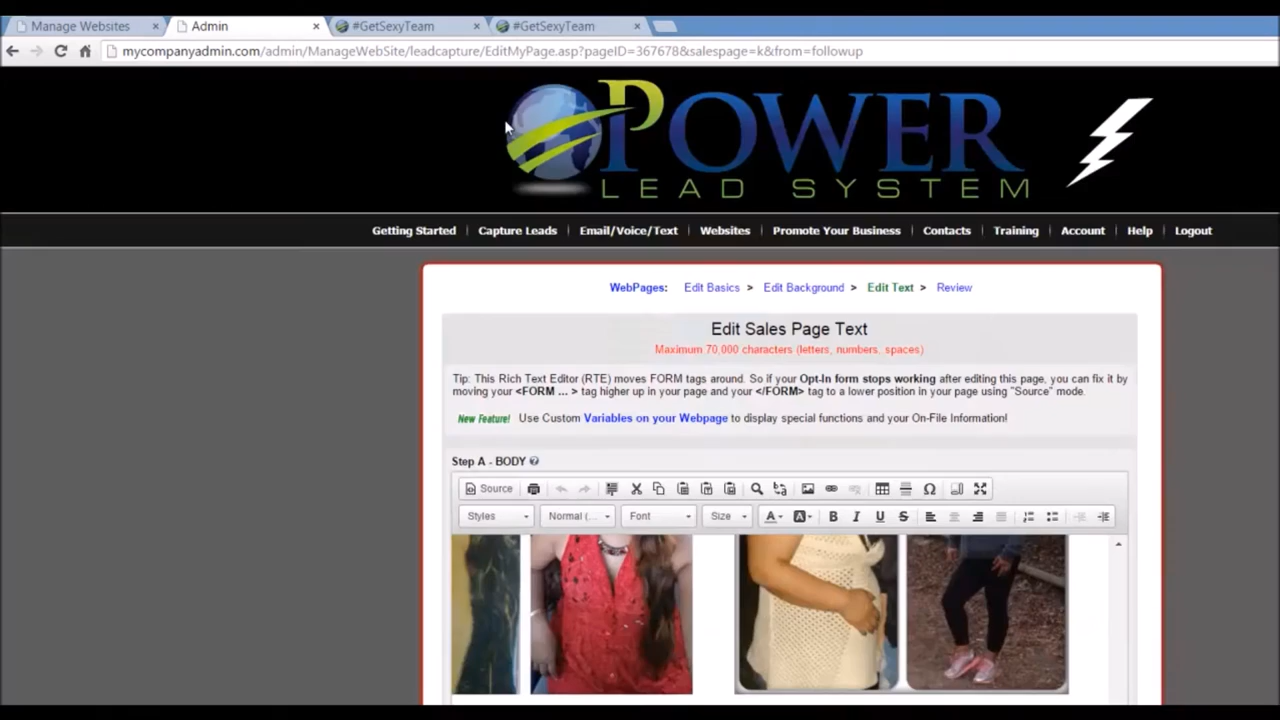 Manage Websites
Admin
#GetSexyTeam
#GetSexyTeam
mycompanyadmin.com/admin/ManageWebSite/leadcapture/EditMyPage.asp?pageID=367678&salespage=k&from=followup
POWER
LEAD SYSTEM
Getting Started | Capture Leads | Email/Voice/Text | Websites | Promote Your Business | Contacts | Training | Account | Help | Logout
WebPages: Edit Basics > Edit Background > Edit Text > Review
Edit Sales Page Text
Maximum 70,000 characters (letters, numbers, spaces)
Tip: This Rich Text Editor (RTE) moves FORM tags around. So if your Opt-In form stops working after editing this page, you can fix it by
moving your <FORM ... > tag higher up in your page and your </FORM> tag to a lower position in your page using "Source" mode.
New Feature! Use Custom Variables on your Webpage to display special functions and your On-File Information!
Step A - BODY
Source
Styles Normal (... Font Size A A B I U S